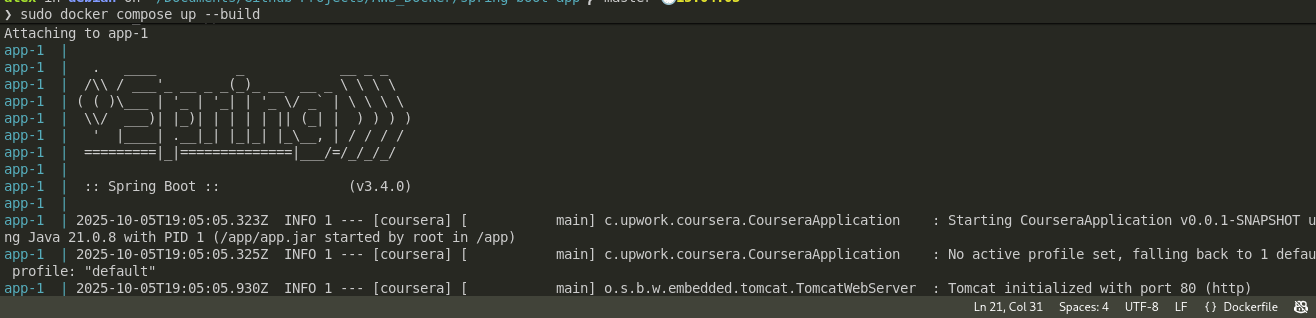 ❯ sudo docker compose up --build
Attaching to app-1
app-1  |
app-1  |   .   ____          _            __ _ _
app-1  |  /\\ / ___'_ __ _ _(_)_ __  __ _ \ \ \ \
app-1  | ( ( )\___ | '_ | '_| | '_ \/ _` | \ \ \ \
app-1  |  \\/  ___)| |_)| | | | | || (_| |  ) ) ) )
app-1  |   '  |____| .__|_| |_|_| |_\__, | / / / /
app-1  |  =========|_|==============|___/=/_/_/_/
app-1  |
app-1  |  :: Spring Boot ::                (v3.4.0)
app-1  |
app-1  | 2025-10-05T19:05:05.323Z  INFO 1 --- [coursera] [           main] c.upwork.coursera.CourseraApplication    : Starting CourseraApplication v0.0.1-SNAPSHOT u
ng Java 21.0.8 with PID 1 (/app/app.jar started by root in /app)
app-1  | 2025-10-05T19:05:05.325Z  INFO 1 --- [coursera] [           main] c.upwork.coursera.CourseraApplication    : No active profile set, falling back to 1 defau
 profile: "default"
app-1  | 2025-10-05T19:05:05.930Z  INFO 1 --- [coursera] [           main] o.s.b.w.embedded.tomcat.TomcatWebServer  : Tomcat initialized with port 80 (http)
Ln 21, Col 31    Spaces: 4    UTF-8    LF    {} Dockerfile